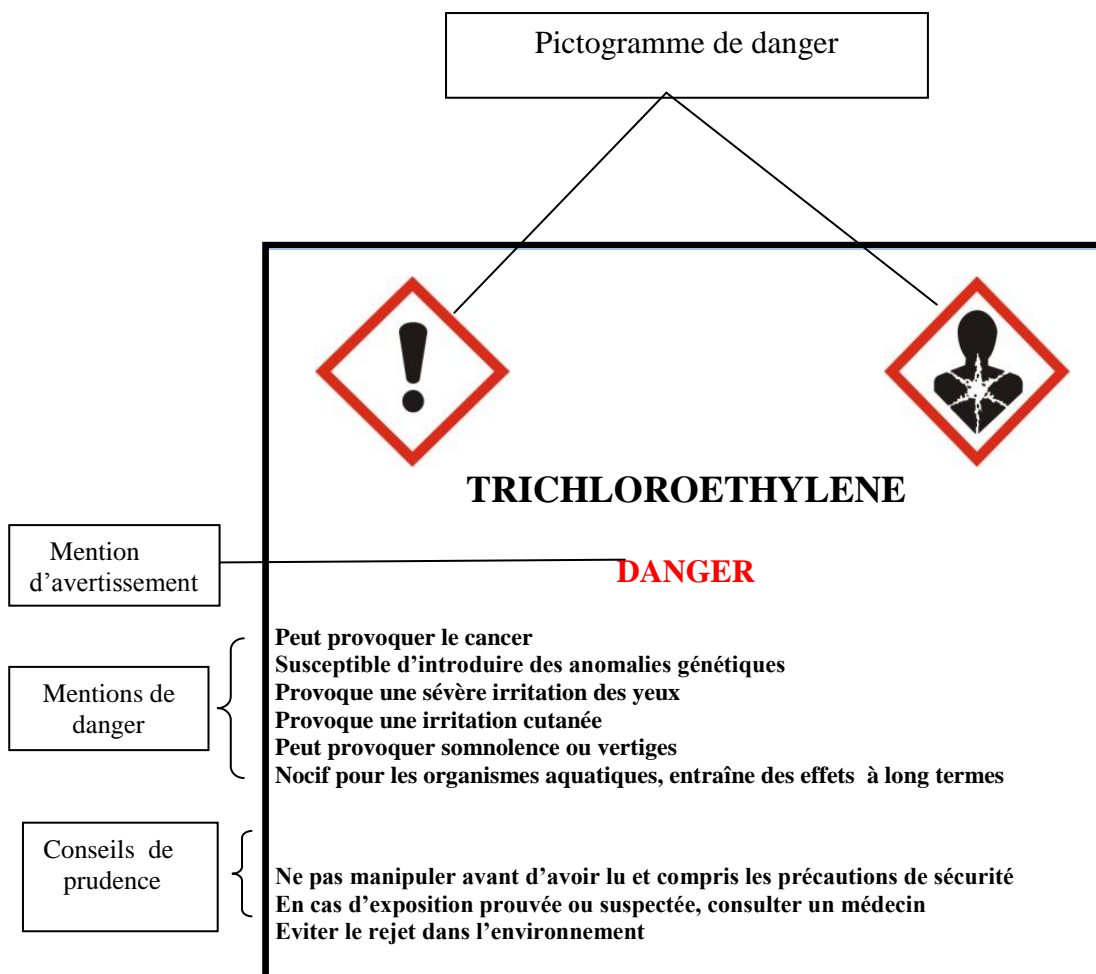 Pictogramme de danger
TRICHLOROETHYLENE
Mention
d’avertissement
DANGER
Mentions de
danger
Peut provoquer le cancer
Susceptible d’introduire des anomalies génétiques
Provoque une sévère irritation des yeux
Provoque une irritation cutanée
Peut provoquer somnolence ou vertiges
Nocif pour les organismes aquatiques, entraîne des effets à long termes
Conseils de
prudence
Ne pas manipuler avant d’avoir lu et compris les précautions de sécurité
En cas d’exposition prouvée ou suspectée, consulter un médecin
Eviter le rejet dans l’environnement